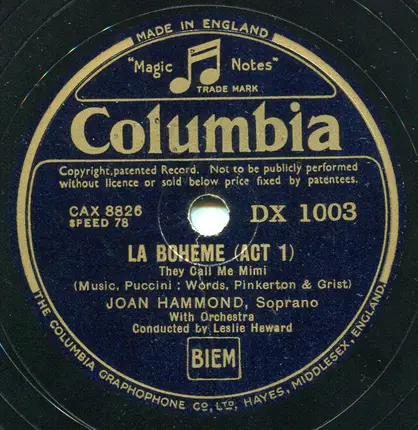 MADE IN ENGLAND
"Magic Notes"
TRADE MARK
Columbia
Copyright, patented Record. Not to be publicly performed
without licence or sold below price fixed by patentees.
CAX 8826 DX 1003
SPEED 78
LA BOHÈME (ACT 1)
They Call Me Mimi
(Music, Puccini : Words, Pinkerton & Grist)
JOAN HAMMOND, Soprano
With Orchestra
Conducted by Leslie Heward
BIEM
THE COLUMBIA GRAPHOPHONE CO, LTD, HAYES, MIDDLESEX, ENGLAND.